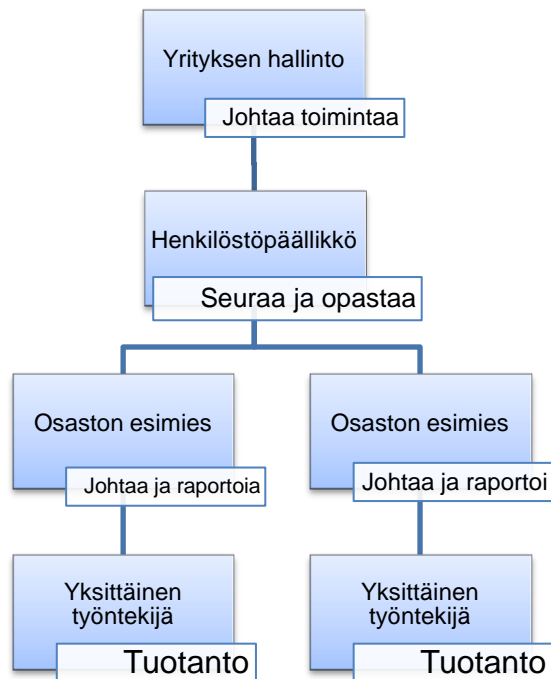 Yrityksen hallinto
Johtaa toimintaa
Henkilöstöpäällikkö
Seuraa ja opastaa
Osaston esimies
Johtaa ja raportoia
Osaston esimies
Johtaa ja raportoi
Yksittäinen
työntekijä
Tuotanto
Yksittäinen
työntekijä
Tuotanto